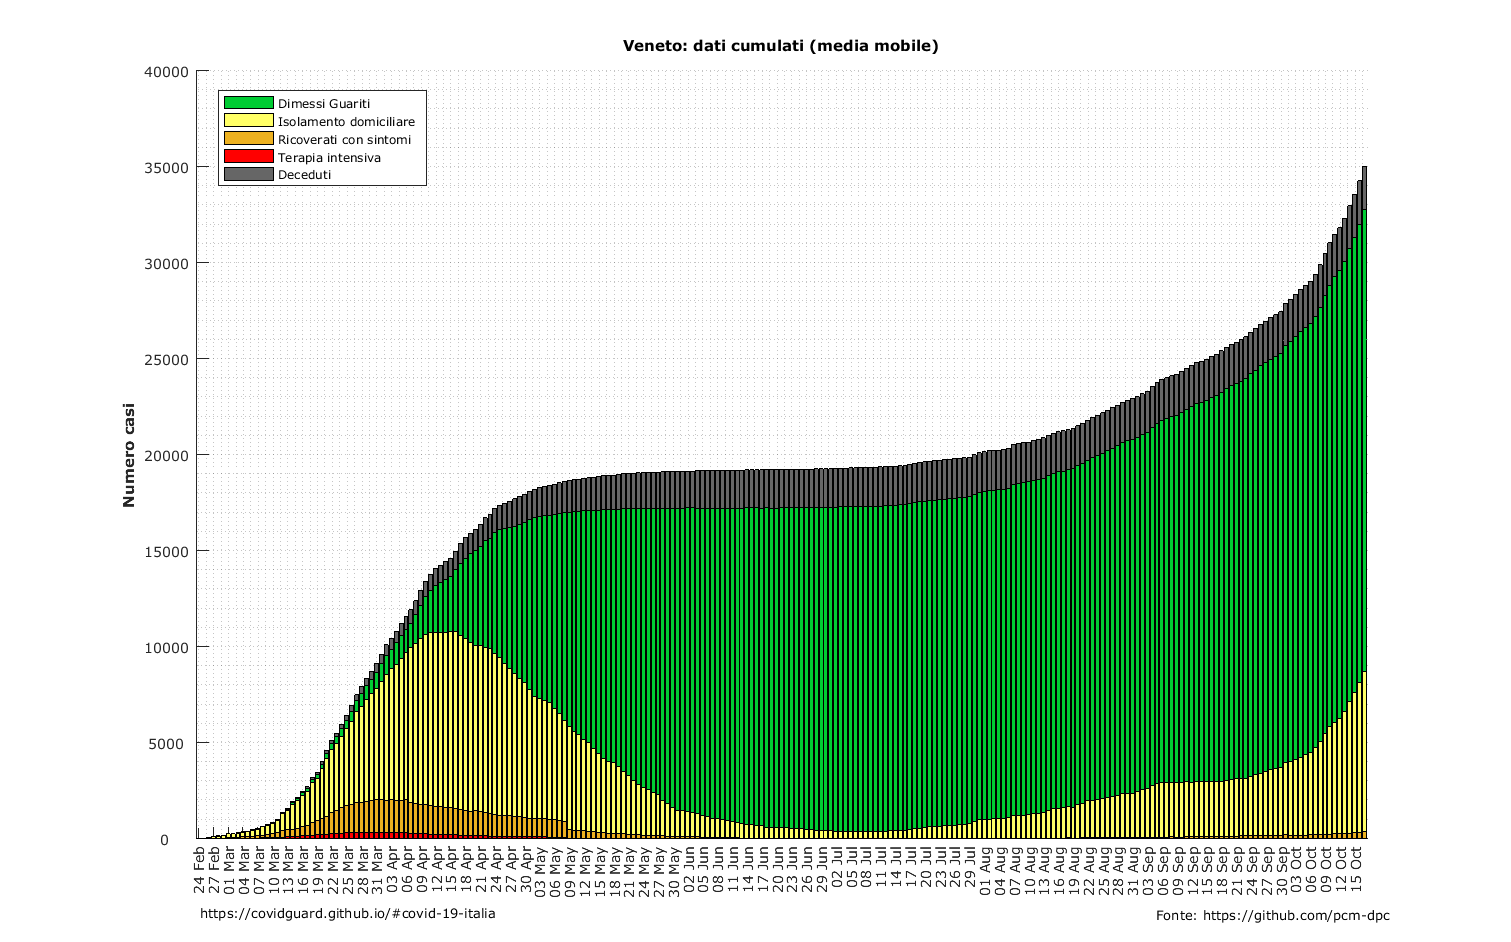 Veneto: dati cumulati (media mobile)
40000
35000
30000
25000
20000
15000
10000
5000
0
Numero casi
Dimessi Guariti
Isolamento domiciliare
Ricoverati con sintomi
Terapia intensiva
Deceduti
24 Feb
27 Feb
01 Mar
04 Mar
07 Mar
10 Mar
13 Mar
16 Mar
19 Mar
22 Mar
25 Mar
28 Mar
31 Mar
03 Apr
06 Apr
09 Apr
12 Apr
15 Apr
18 Apr
21 Apr
24 Apr
27 Apr
30 Apr
03 May
06 May
09 May
12 May
15 May
18 May
21 May
24 May
27 May
30 May
02 Jun
05 Jun
08 Jun
11 Jun
14 Jun
17 Jun
20 Jun
23 Jun
26 Jun
29 Jun
02 Jul
05 Jul
08 Jul
11 Jul
14 Jul
17 Jul
20 Jul
23 Jul
26 Jul
29 Jul
01 Aug
04 Aug
07 Aug
10 Aug
13 Aug
16 Aug
19 Aug
22 Aug
25 Aug
28 Aug
31 Aug
03 Sep
06 Sep
09 Sep
12 Sep
15 Sep
18 Sep
21 Sep
24 Sep
27 Sep
30 Sep
03 Oct
06 Oct
09 Oct
12 Oct
15 Oct
https://covidguard.github.io/#covid-19-italia
Fonte: https://github.com/pcm-dpc